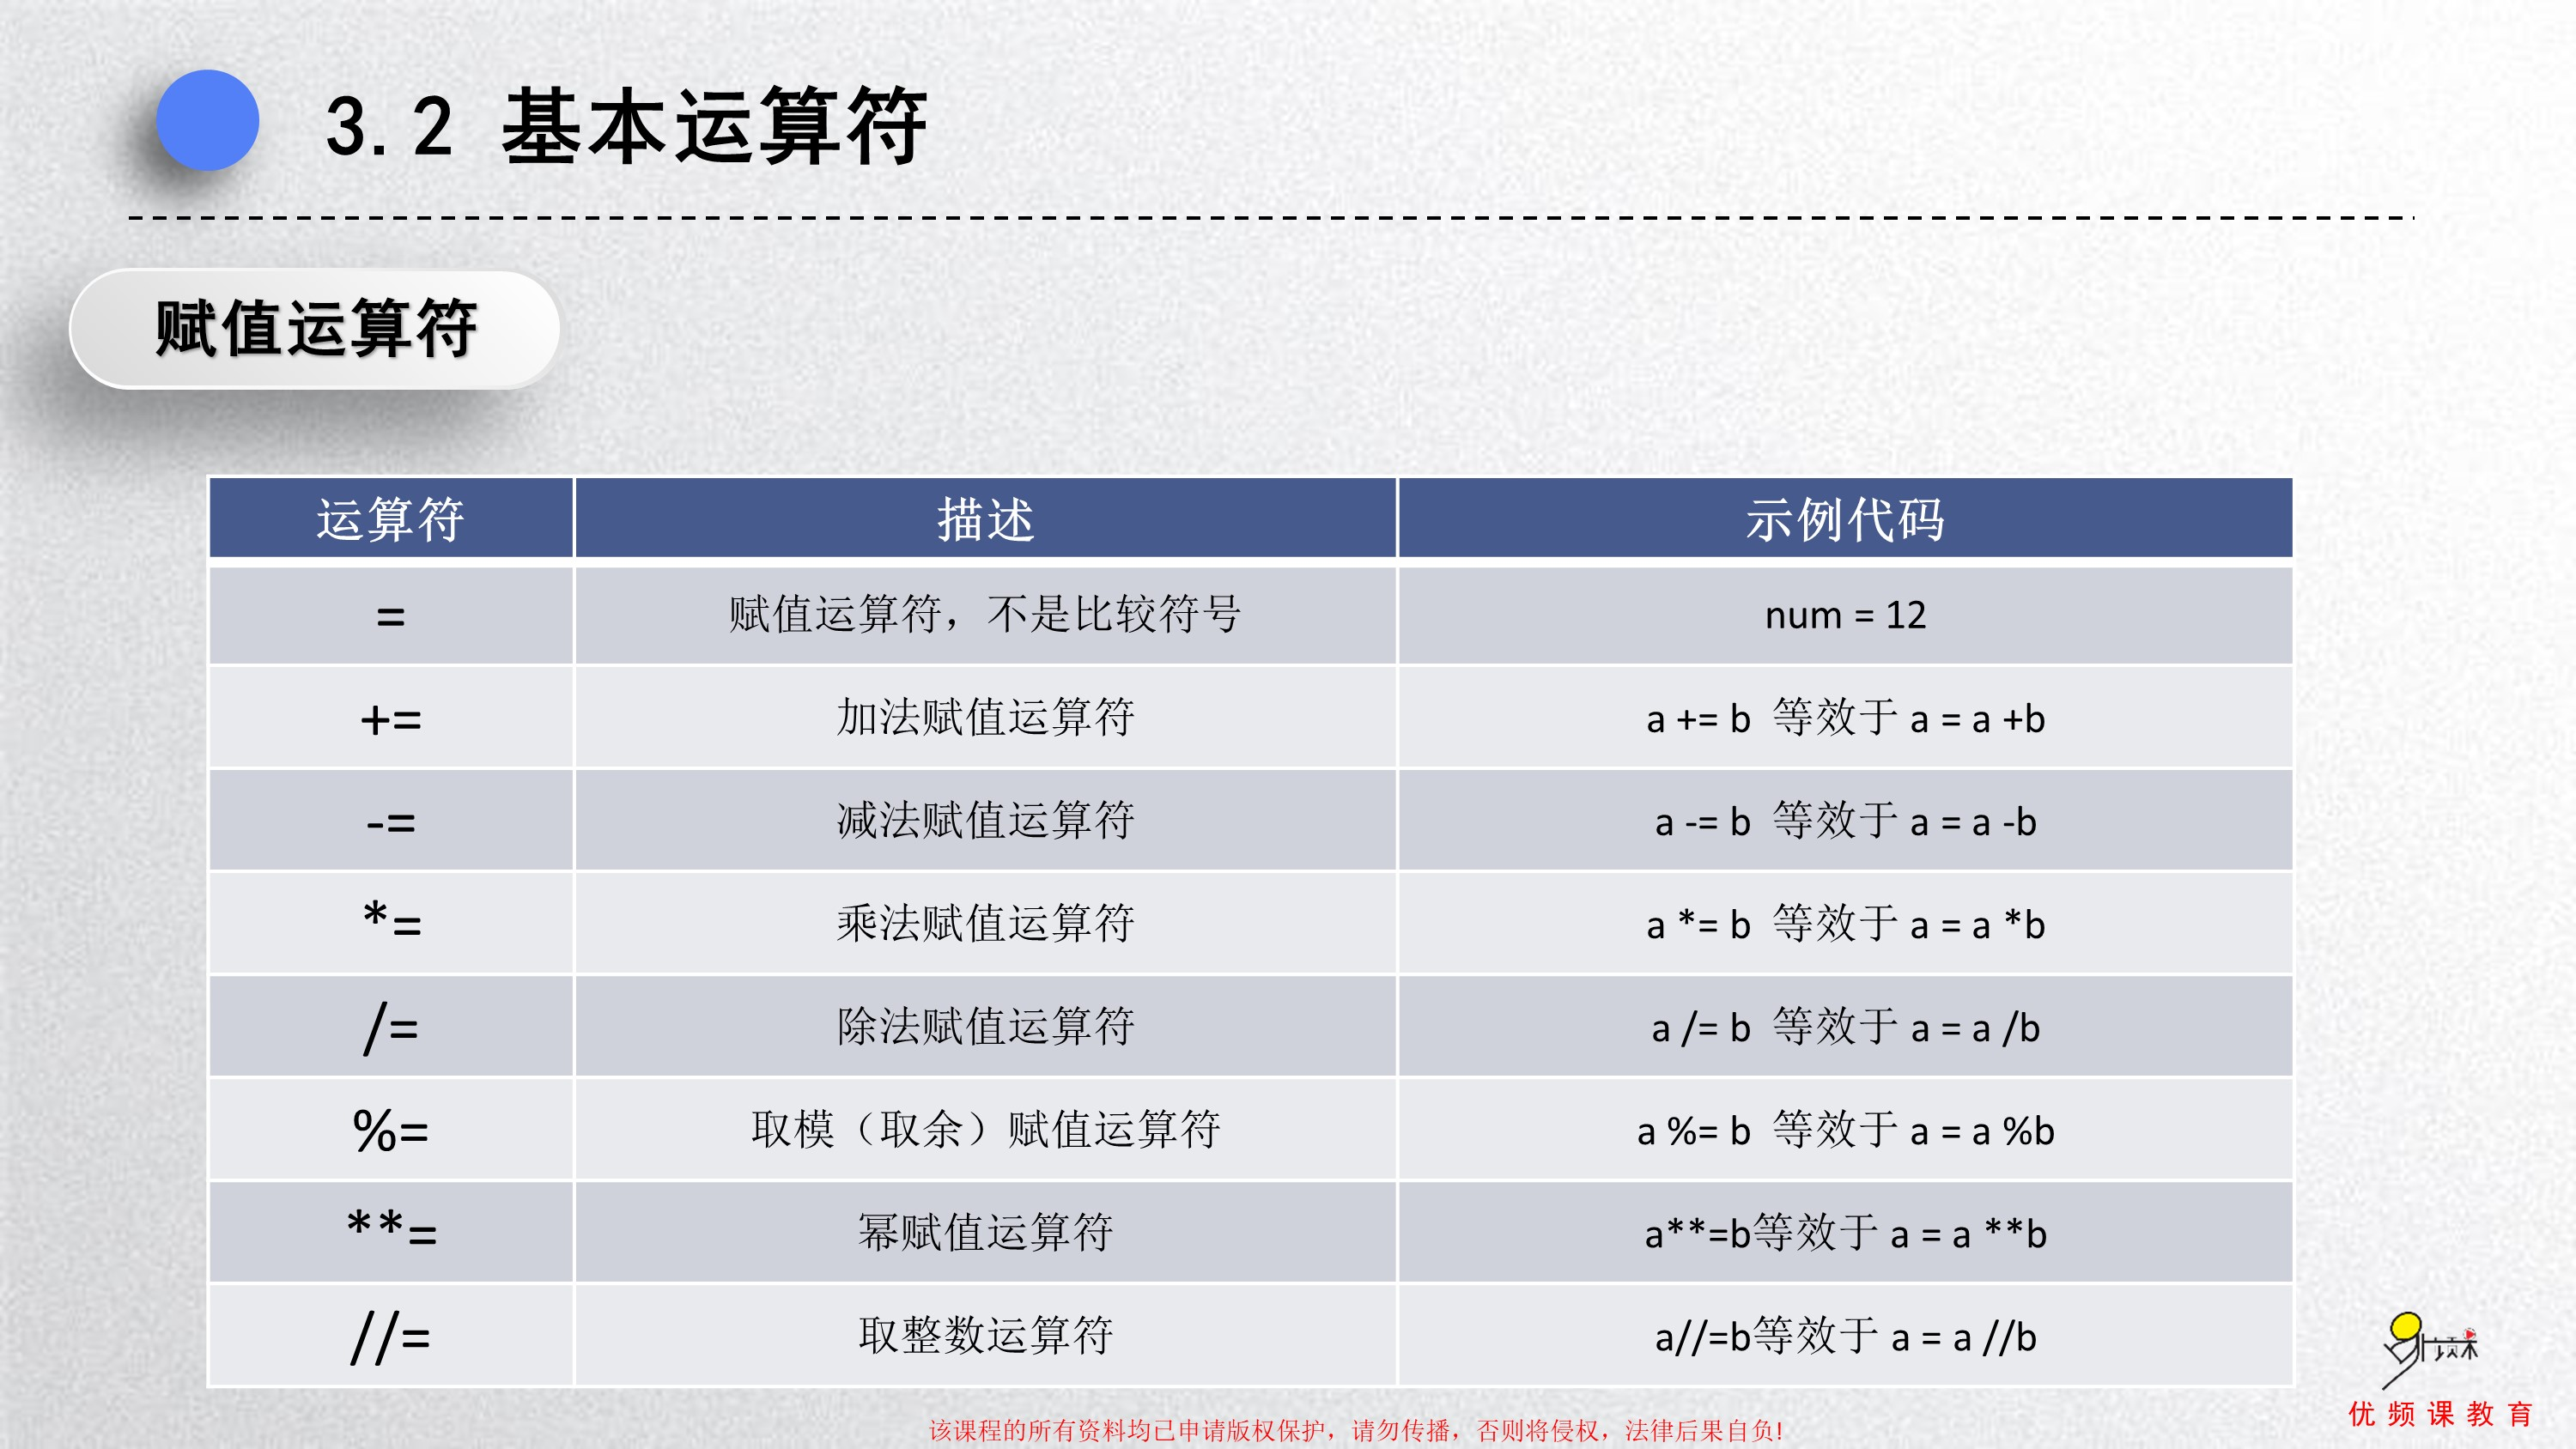 3.2 基本运算符
赋值运算符
运算符 描述 示例代码
= 赋值运算符，不是比较符号 num = 12
+= 加法赋值运算符 a += b 等效于 a = a +b
-= 减法赋值运算符 a -= b 等效于 a = a -b
*= 乘法赋值运算符 a *= b 等效于 a = a *b
/= 除法赋值运算符 a /= b 等效于 a = a /b
%= 取模（取余）赋值运算符 a %= b 等效于 a = a %b
**= 幂赋值运算符 a**=b等效于 a = a **b
//= 取整数运算符 a//=b等效于 a = a //b
优频课教育
该课程的所有资料均已申请版权保护，请勿传播，否则将侵权，法律后果自负!